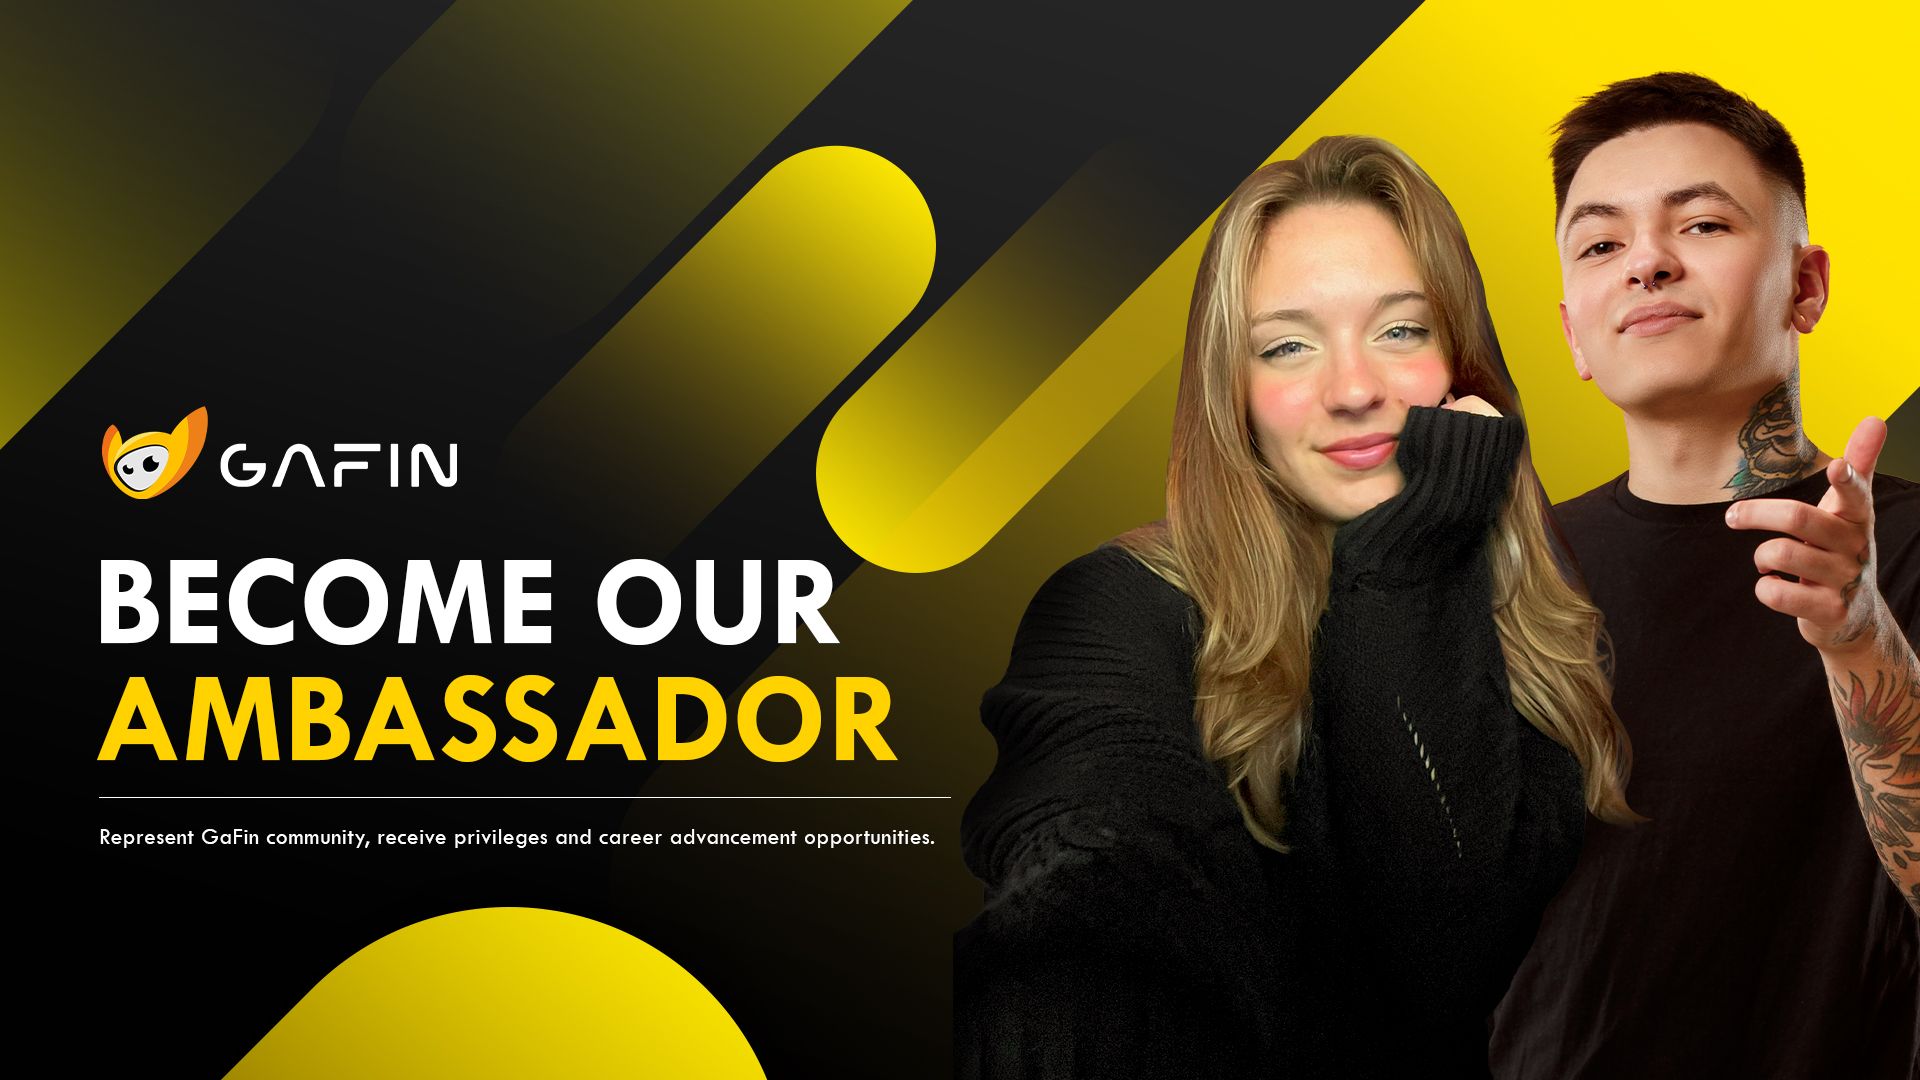 GAFIN
BECOME OUR
AMBASSADOR
Represent GaFin community, receive privileges and career advancement opportunities.